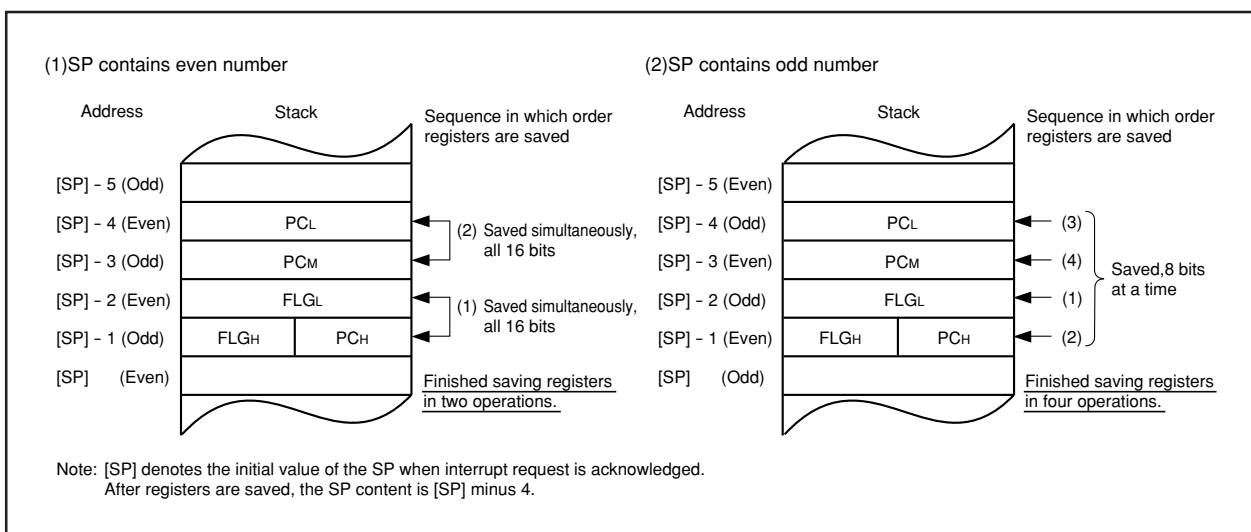 (1)SP contains even number
Address
Stack
Sequence in which order
registers are saved
[SP] - 5 (Odd)
[SP] - 4 (Even)
PCL
[SP] - 3 (Odd)
PCM
(2) Saved simultaneously,
all 16 bits
[SP] - 2 (Even)
FLGL
[SP] - 1 (Odd)
FLGH
PCH
(1) Saved simultaneously,
all 16 bits
[SP] (Even)
Finished saving registers
in two operations.
(2)SP contains odd number
Address
Stack
Sequence in which order
registers are saved
[SP] - 5 (Even)
[SP] - 4 (Odd)
PCL
(3)
[SP] - 3 (Even)
PCM
(4)
[SP] - 2 (Odd)
FLGL
(1)
[SP] - 1 (Even)
FLGH
PCH
(2)
Saved,8 bits
at a time
[SP] (Odd)
Finished saving registers
in four operations.
Note: [SP] denotes the initial value of the SP when interrupt request is acknowledged.
After registers are saved, the SP content is [SP] minus 4.